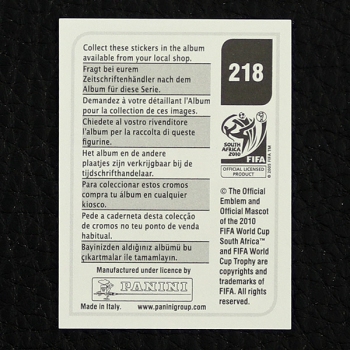 Collect these stickers in the album
available from your local shop.
Fragt bei eurem
Zeitschriftenhändler nach dem
Album für diese Serie.
Demandez à votre détaillant l'Album
pour la collection de ces images.
Chiedete al vostro rivenditore
l'album per la raccolta di queste
figurine.
Het album en de andere
plaatjes zijn verkrijgbaar bij de
tijdschrifthandelaar.
Para coleccionar estos cromos
compra tu álbum en cualquier
kiosco.
Pede a caderneta desta colecção
de cromos no teu ponto de venda
habitual.
Bayinizden aldığınız albümü bu
çıkartmalar ile tamamlayın.
Manufactured under licence by
PANINI
Made in Italy.
www.paninigroup.com
218
SOUTH AFRICA
2010
FIFA
OFFICIAL LICENSED
PRODUCT
© 2005 FIFA TM
© The Official
Emblem and
Official Mascot
of the 2010
FIFA World Cup
South Africa™
and FIFA World
Cup Trophy are
copyrights and
trademarks of
FIFA. All rights
reserved.